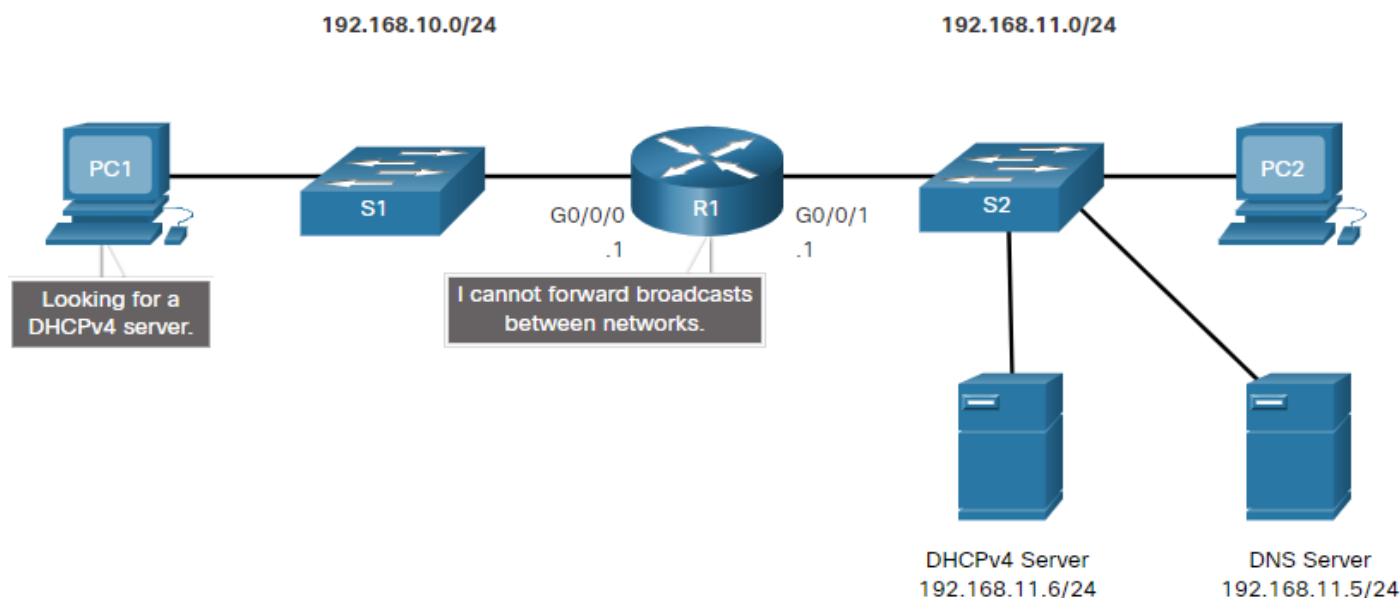 192.168.10.0/24
192.168.11.0/24
PC1
S1
R1
S2
PC2
G0/0/0
.1
G0/0/1
.1
Looking for a
DHCPv4 server.
I cannot forward broadcasts
between networks.
DHCPv4 Server
192.168.11.6/24
DNS Server
192.168.11.5/24